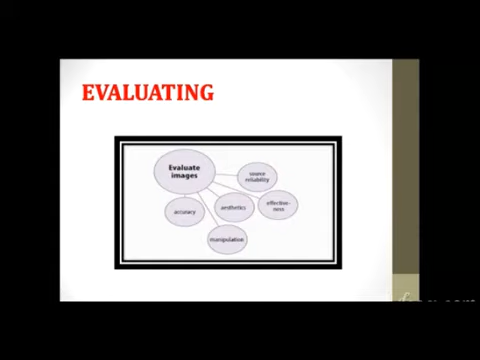 EVALUATING
Evaluate
images
source
reliability
effective-
ness
aesthetics
accuracy
manipulation